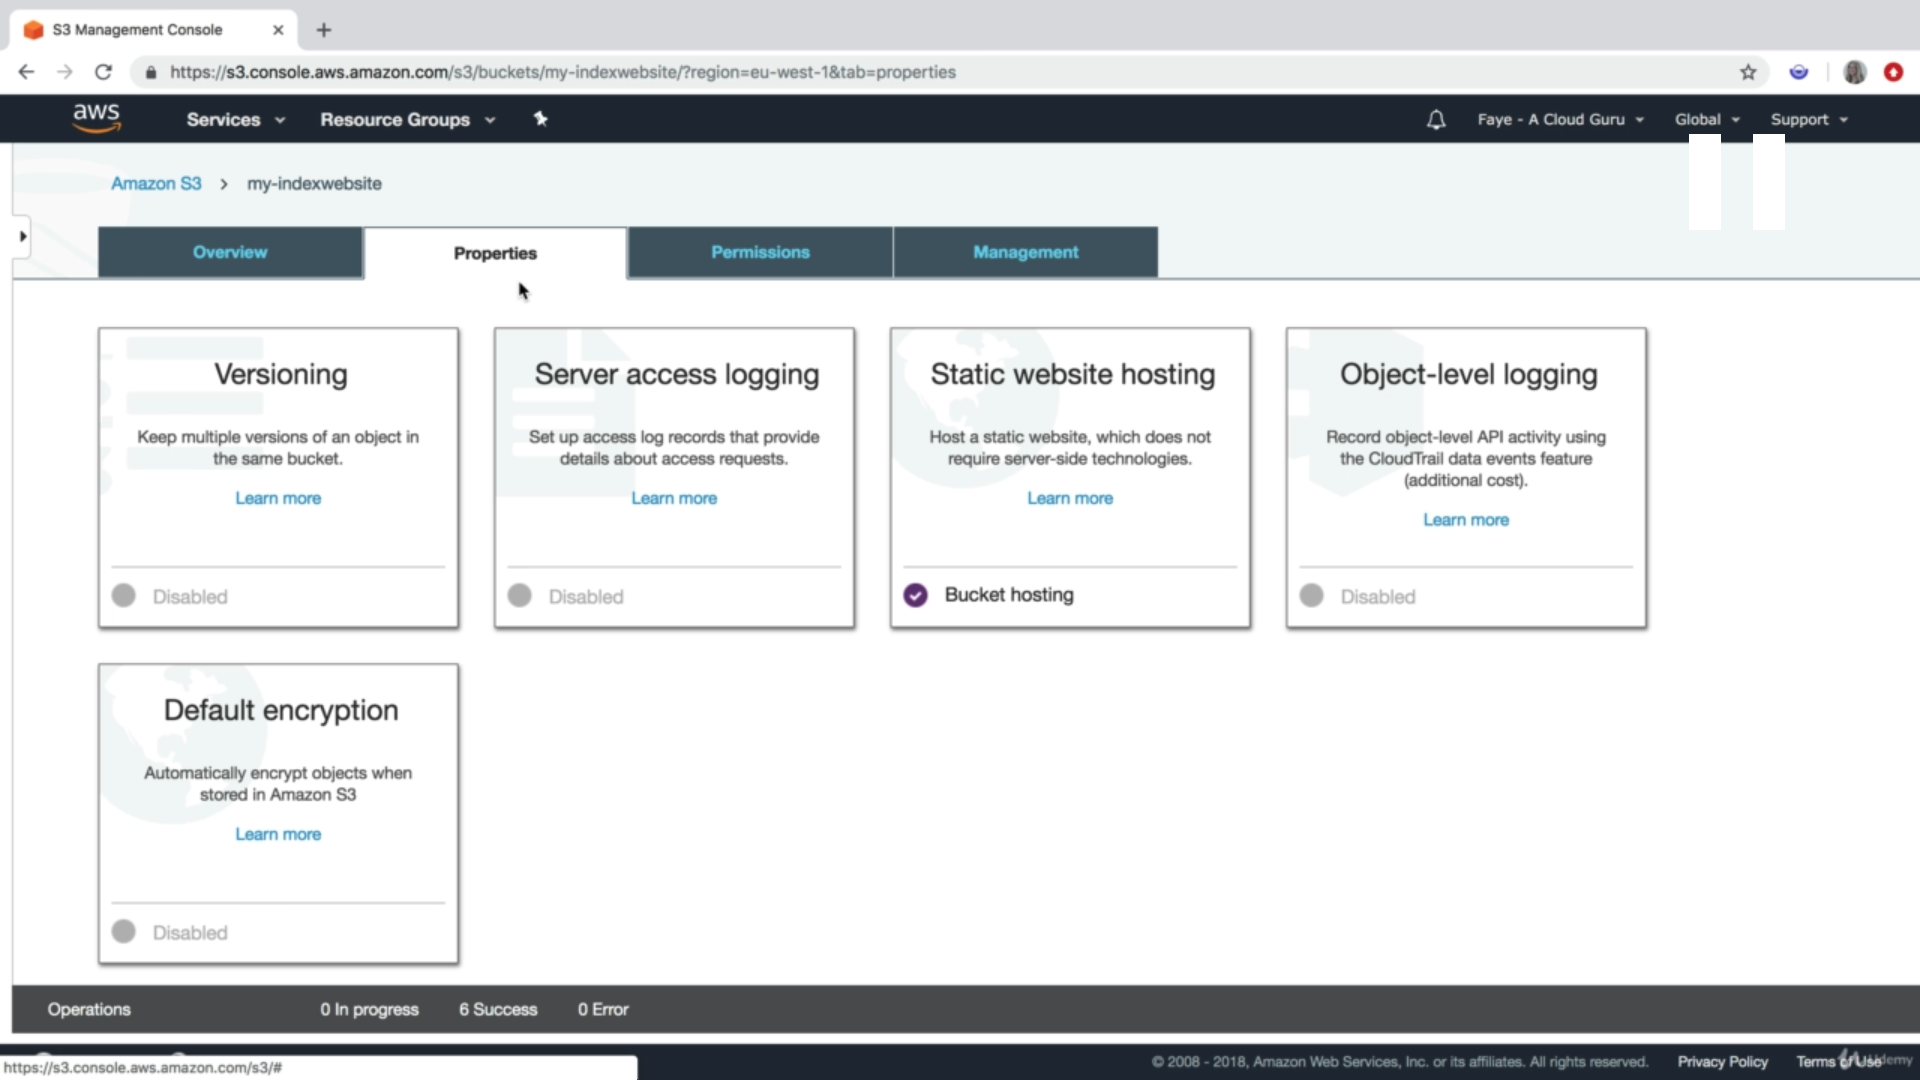 S3 Management Console
https://s3.console.aws.amazon.com/s3/buckets/my-indexwebsite/?region=eu-west-1&tab=properties
aws Services Resource Groups Faye - A Cloud Guru Global Support
Amazon S3 > my-indexwebsite
Overview Properties Permissions Management
Versioning
Keep multiple versions of an object in
the same bucket.
Learn more
Disabled
Server access logging
Set up access log records that provide
details about access requests.
Learn more
Disabled
Static website hosting
Host a static website, which does not
require server-side technologies.
Learn more
Bucket hosting
Object-level logging
Record object-level API activity using
the CloudTrail data events feature
(additional cost).
Learn more
Disabled
Default encryption
Automatically encrypt objects when
stored in Amazon S3
Learn more
Disabled
Operations 0 In progress 6 Success 0 Error
https://s3.console.aws.amazon.com/s3/#
© 2008 - 2018, Amazon Web Services, Inc. or its affiliates. All rights reserved. Privacy Policy Terms of Use